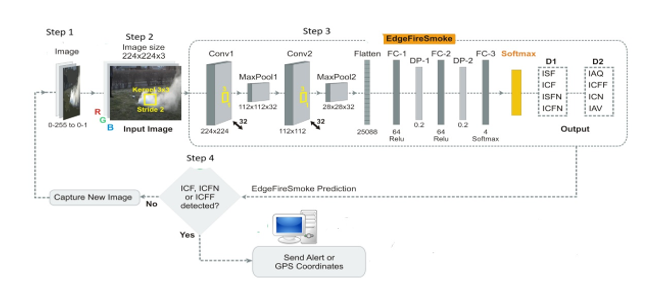 Step 1
Image
0-255 to 0-1
Step 2
Image size
224x224x3
R
G
B
Kernel 3x3
Stride 2
Input Image
Step 3
EdgeFireSmoke
Conv1
224x224
32
MaxPool1
112x112x32
Conv2
112x112
32
MaxPool2
28x28x32
Flatten
25088
FC-1
64
Relu
DP-1
0.2
FC-2
64
Relu
DP-2
0.2
FC-3
4
Softmax
Softmax
D1
ISF
ICF
ISFN
ICFN
D2
IAQ
ICFF
ICN
IAV
Output
Step 4
ICF, ICFN
or ICFF
detected?
EdgeFireSmoke Prediction
No
Capture New Image
Yes
Send Alert or
GPS Coordinates